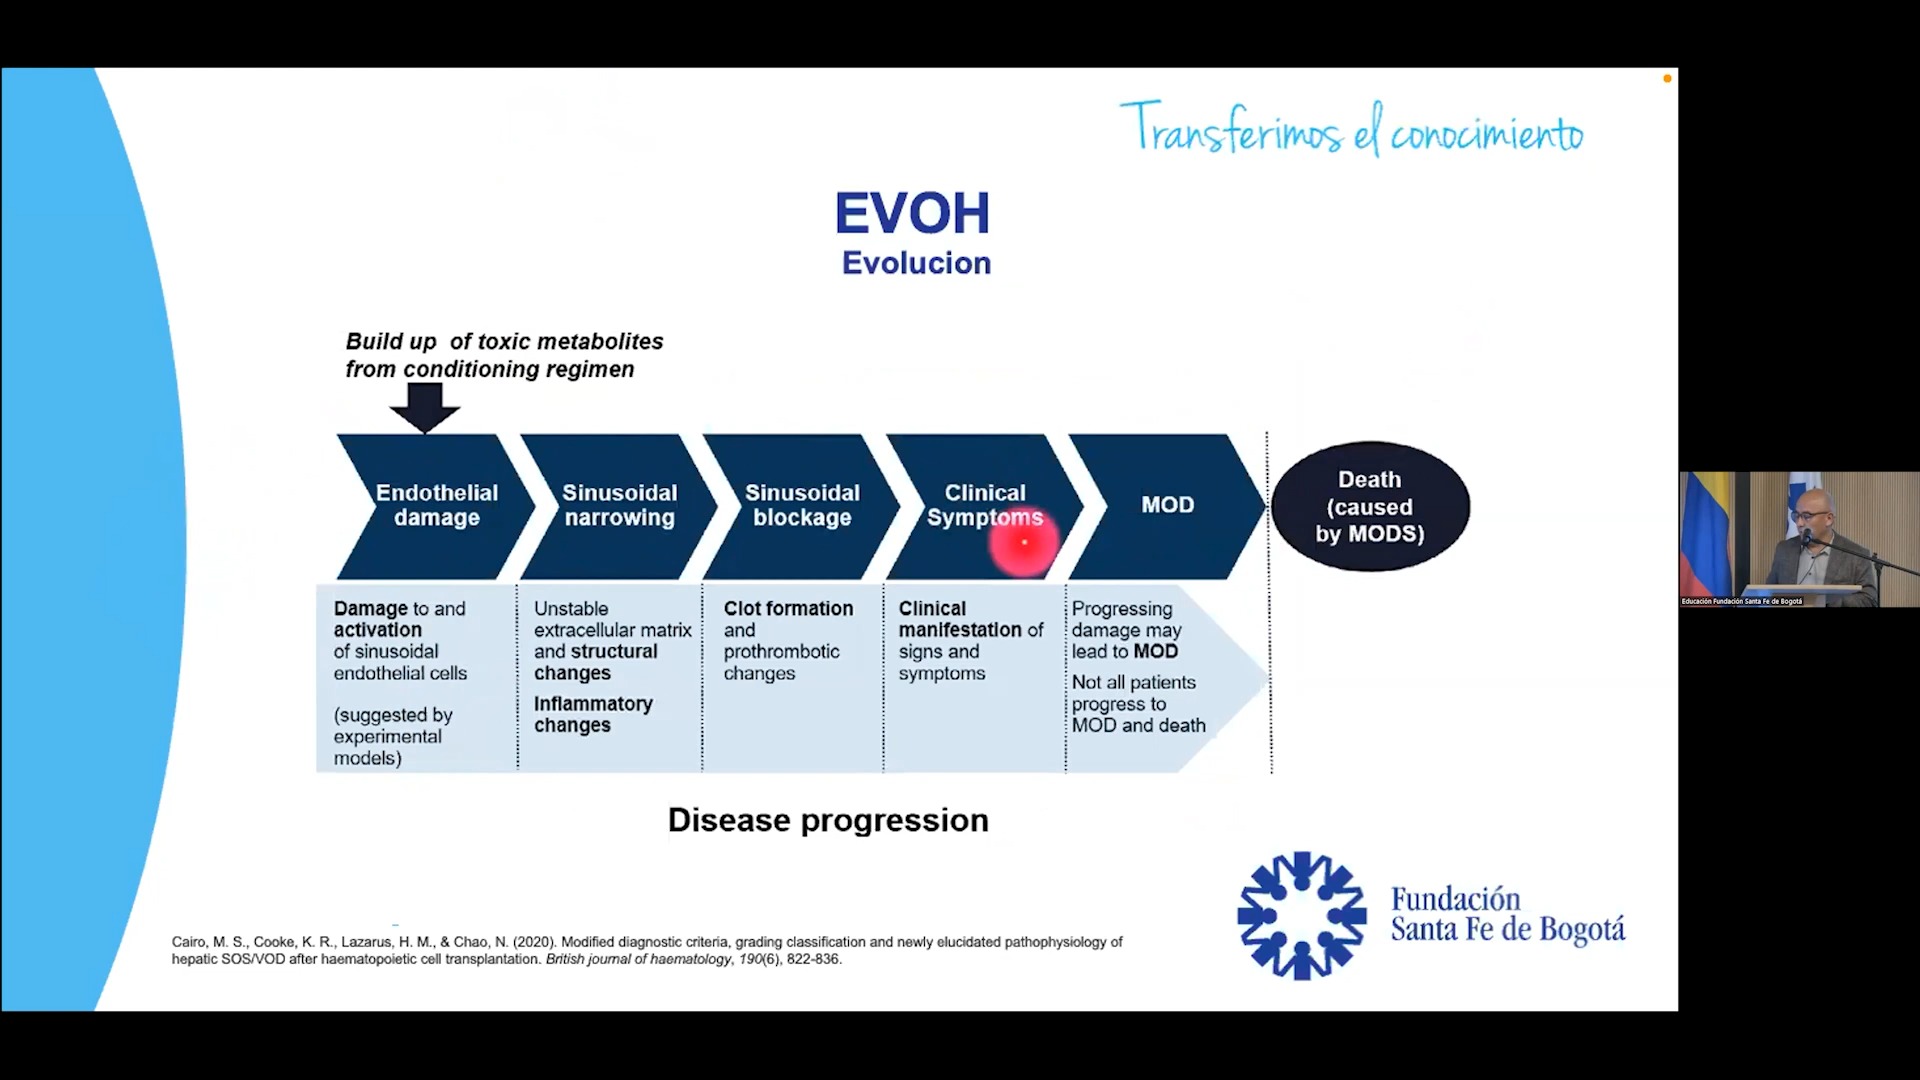 Transferimos el conocimiento
EVOH
Evolucion
Build up of toxic metabolites
from conditioning regimen
Endothelial
damage
Sinusoidal
narrowing
Sinusoidal
blockage
Clinical
Symptoms
MOD
Death
(caused
by MODS)
Damage to and
activation
of sinusoidal
endothelial cells
(suggested by
experimental
models)
Unstable
extracellular matrix
and structural
changes
Inflammatory
changes
Clot formation
and
prothrombotic
changes
Clinical
manifestation of
signs and
symptoms
Progressing
damage may
lead to MOD
Not all patients
progress to
MOD and death
Disease progression
Cairo, M. S., Cooke, K. R., Lazarus, H. M., & Chao, N. (2020). Modified diagnostic criteria, grading classification and newly elucidated pathophysiology of
hepatic SOS/VOD after haematopoietic cell transplantation. British journal of haematology, 190(6), 822-836.
Fundación
Santa Fe de Bogotá
Educación Fundación Santa Fe de Bogotá